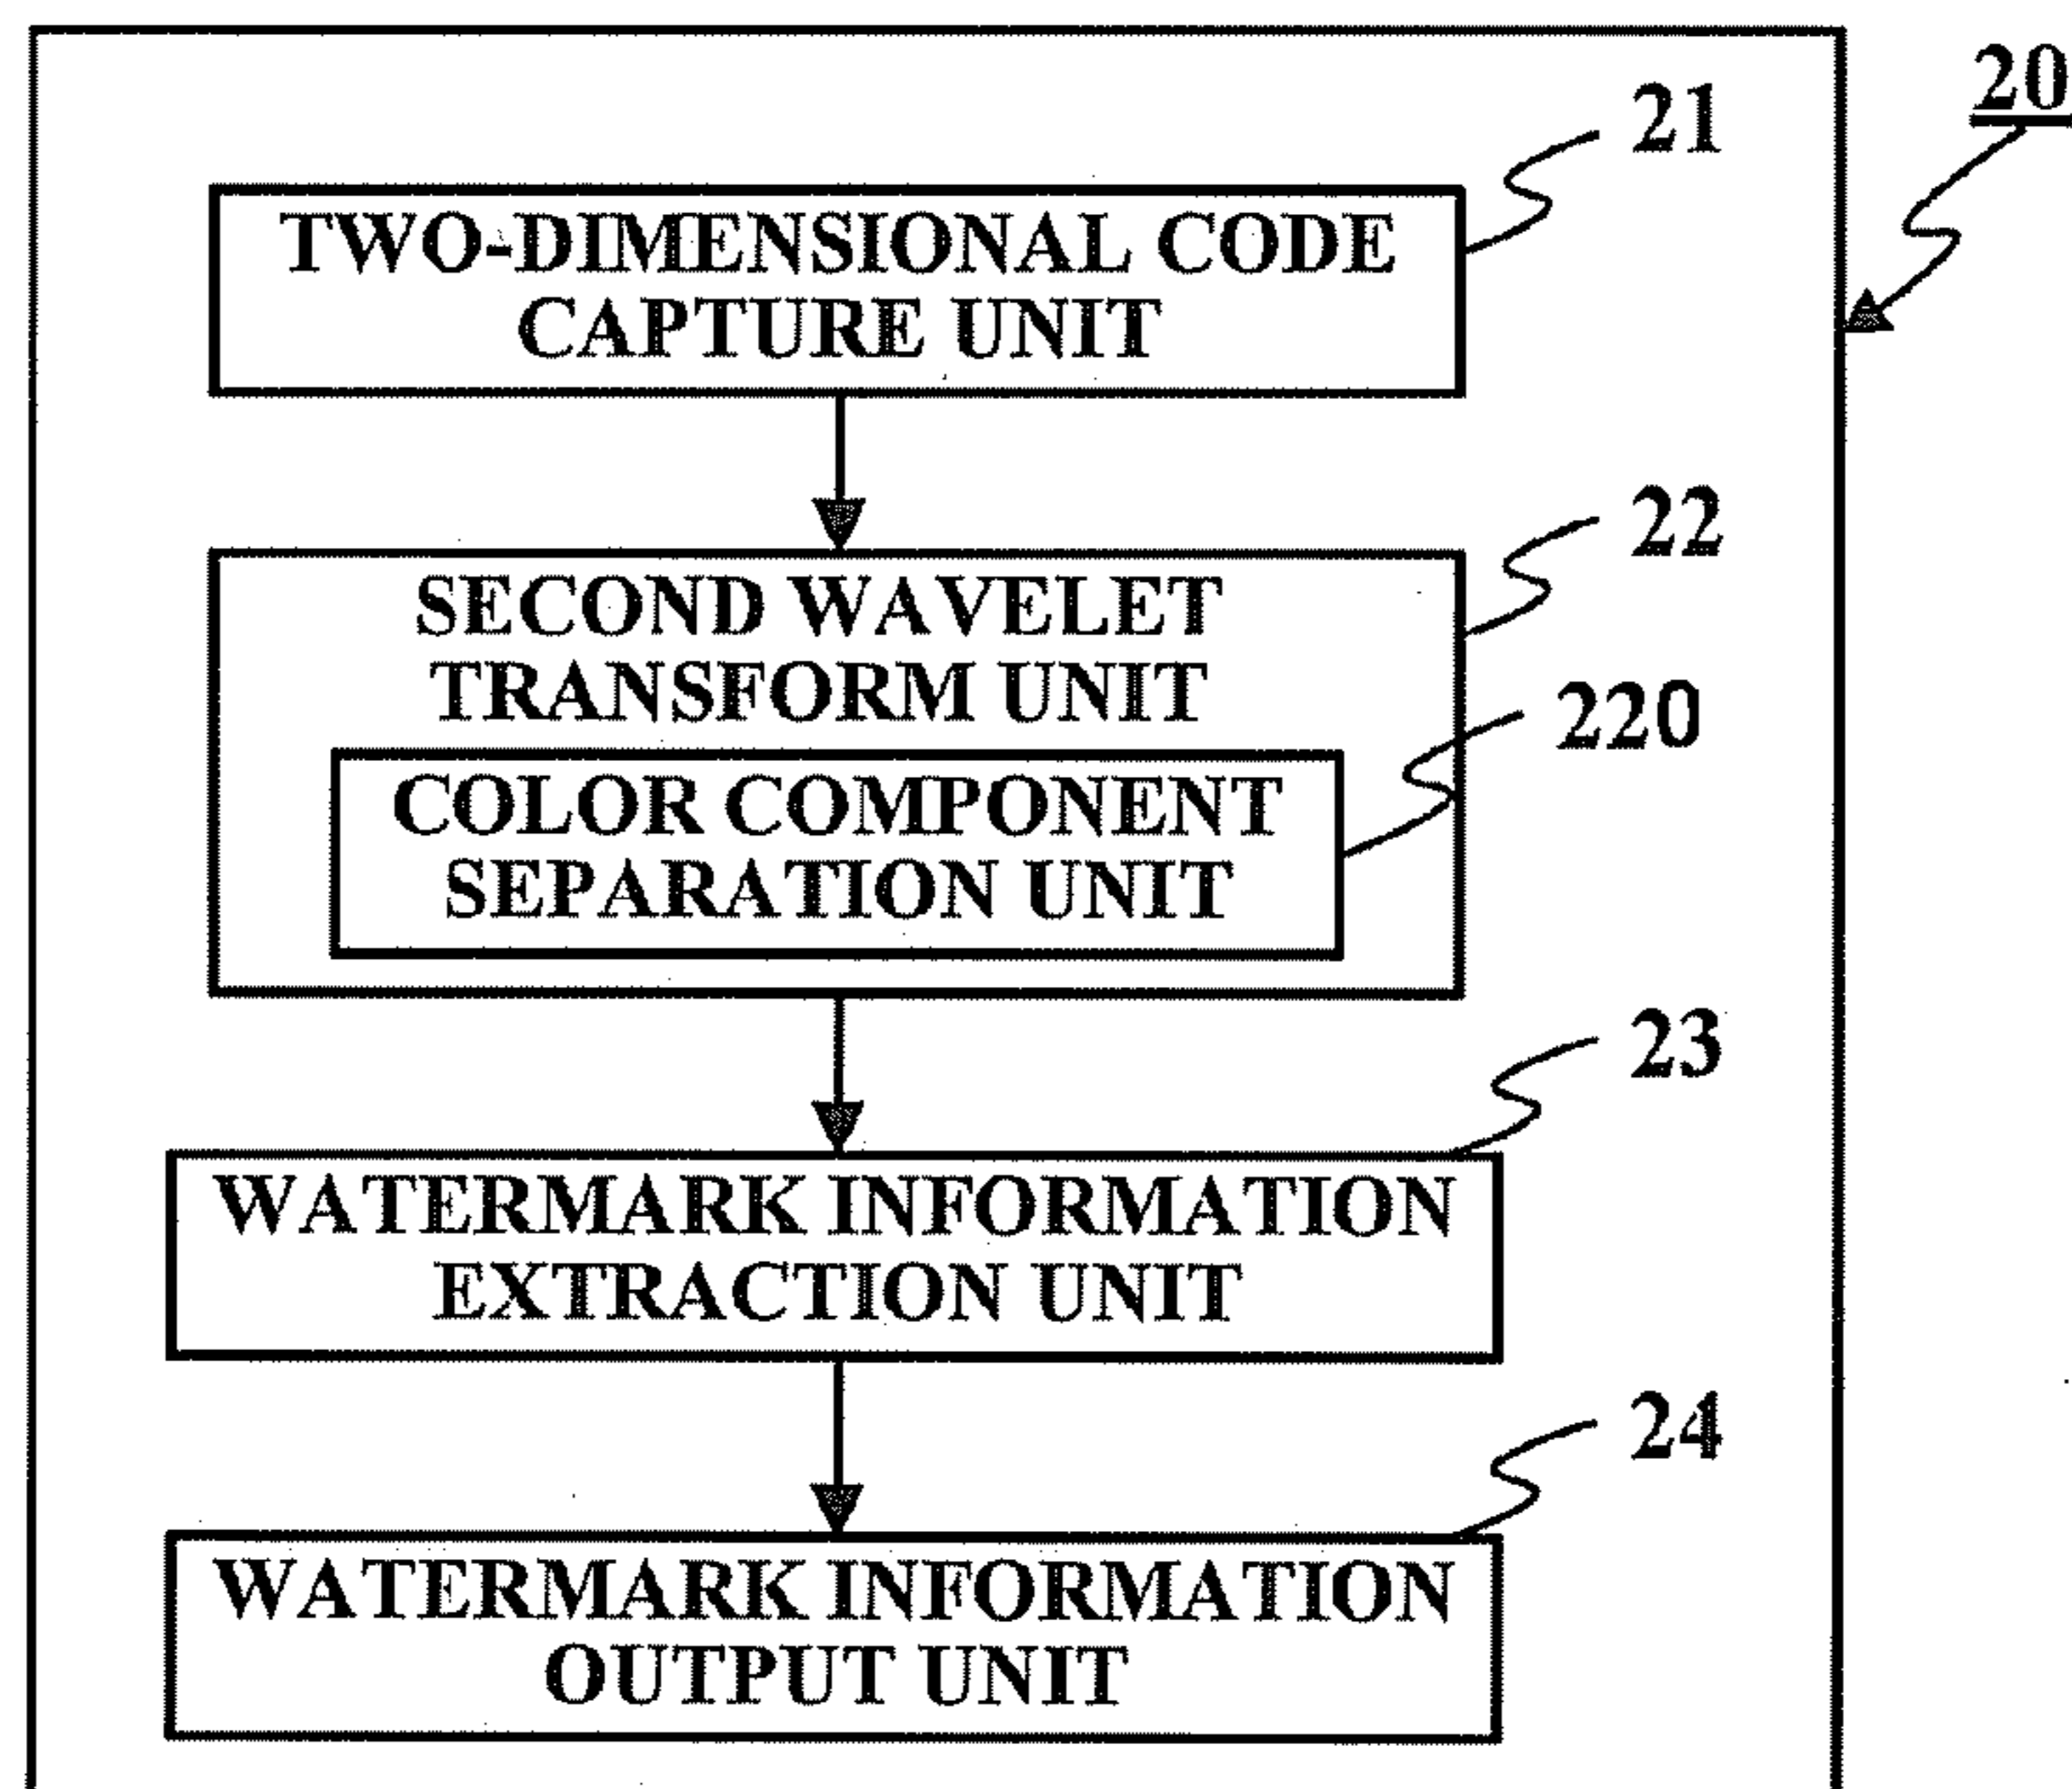 20
21
TWO-DIMENSIONAL CODE
CAPTURE UNIT
22
SECOND WAVELET
TRANSFORM UNIT
220
COLOR COMPONENT
SEPARATION UNIT
23
WATERMARK INFORMATION
EXTRACTION UNIT
24
WATERMARK INFORMATION
OUTPUT UNIT